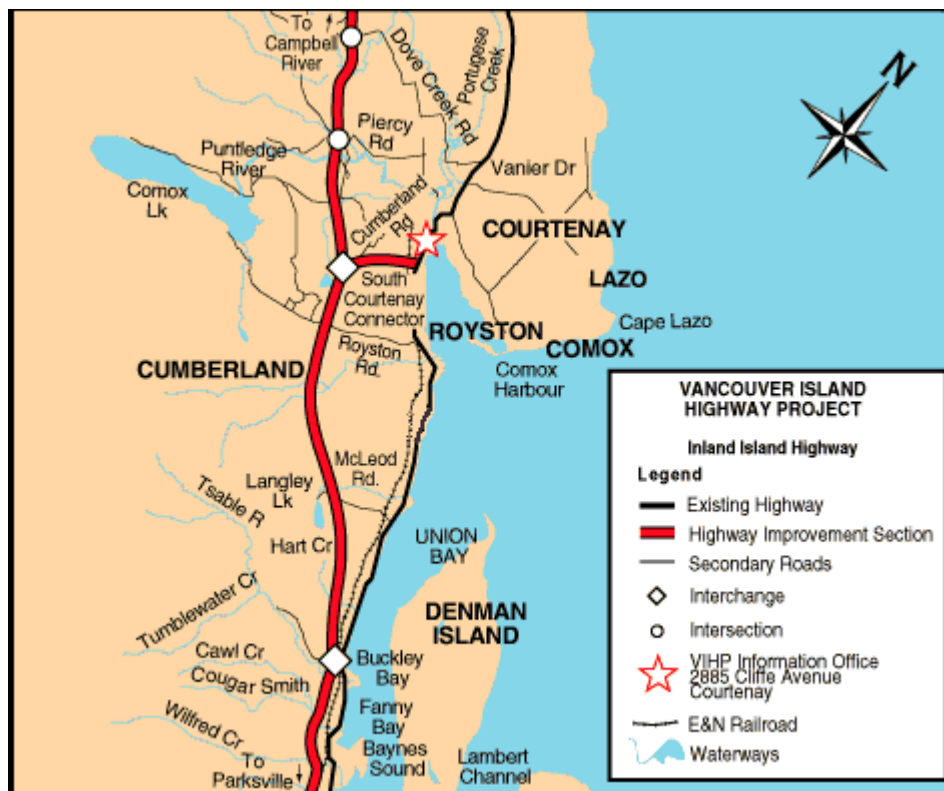 To
Campbell
River
Dove Creek Rd
Portugese
Creek
N
Piercy
Rd
Puntledge
River
Vanier Dr
Comox
Lk
Cumberland
Rd
COURTENAY
LAZO
South
Courtenay
Connector
ROYSTON
Cape Lazo
COMOX
Royston
Rd.
CUMBERLAND
Comox
Harbour
McLeod
Rd.
Langley
Lk
Tsable R
Hart Cr
UNION
BAY
Tumblewater Cr
DENMAN
ISLAND
Cawl Cr
Buckley
Bay
Cougar Smith
Fanny
Bay
Wilfred Cr
Baynes
Sound
To
Parksville
Lambert
Channel
VANCOUVER ISLAND
HIGHWAY PROJECT
Inland Island Highway
Legend
Existing Highway
Highway Improvement Section
Secondary Roads
Interchange
Intersection
VIHP Information Office
2885 Cliffe Avenue
Courtenay
E&N Railroad
Waterways